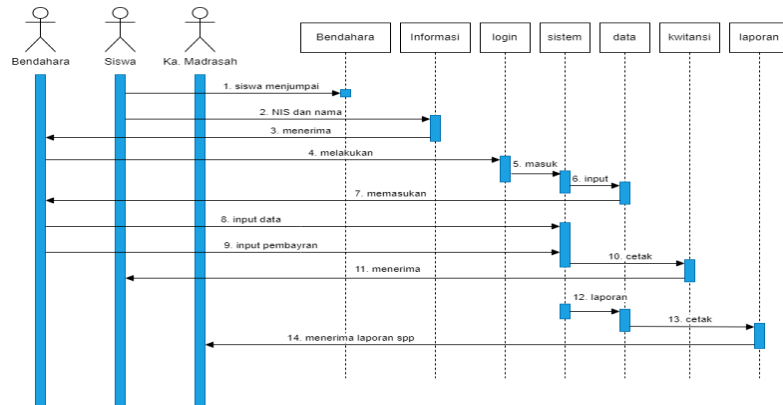 Bendahara
Siswa
Ka. Madrasah
Bendahara
Informasi
login
sistem
data
kwitansi
laporan
1. siswa menjumpai
2. NIS dan nama
3. menerima
4. melakukan
5. masuk
6. input
7. memasukan
8. input data
9. input pembayran
10. cetak
11. menerima
12. laporan
13. cetak
14. menerima laporan spp